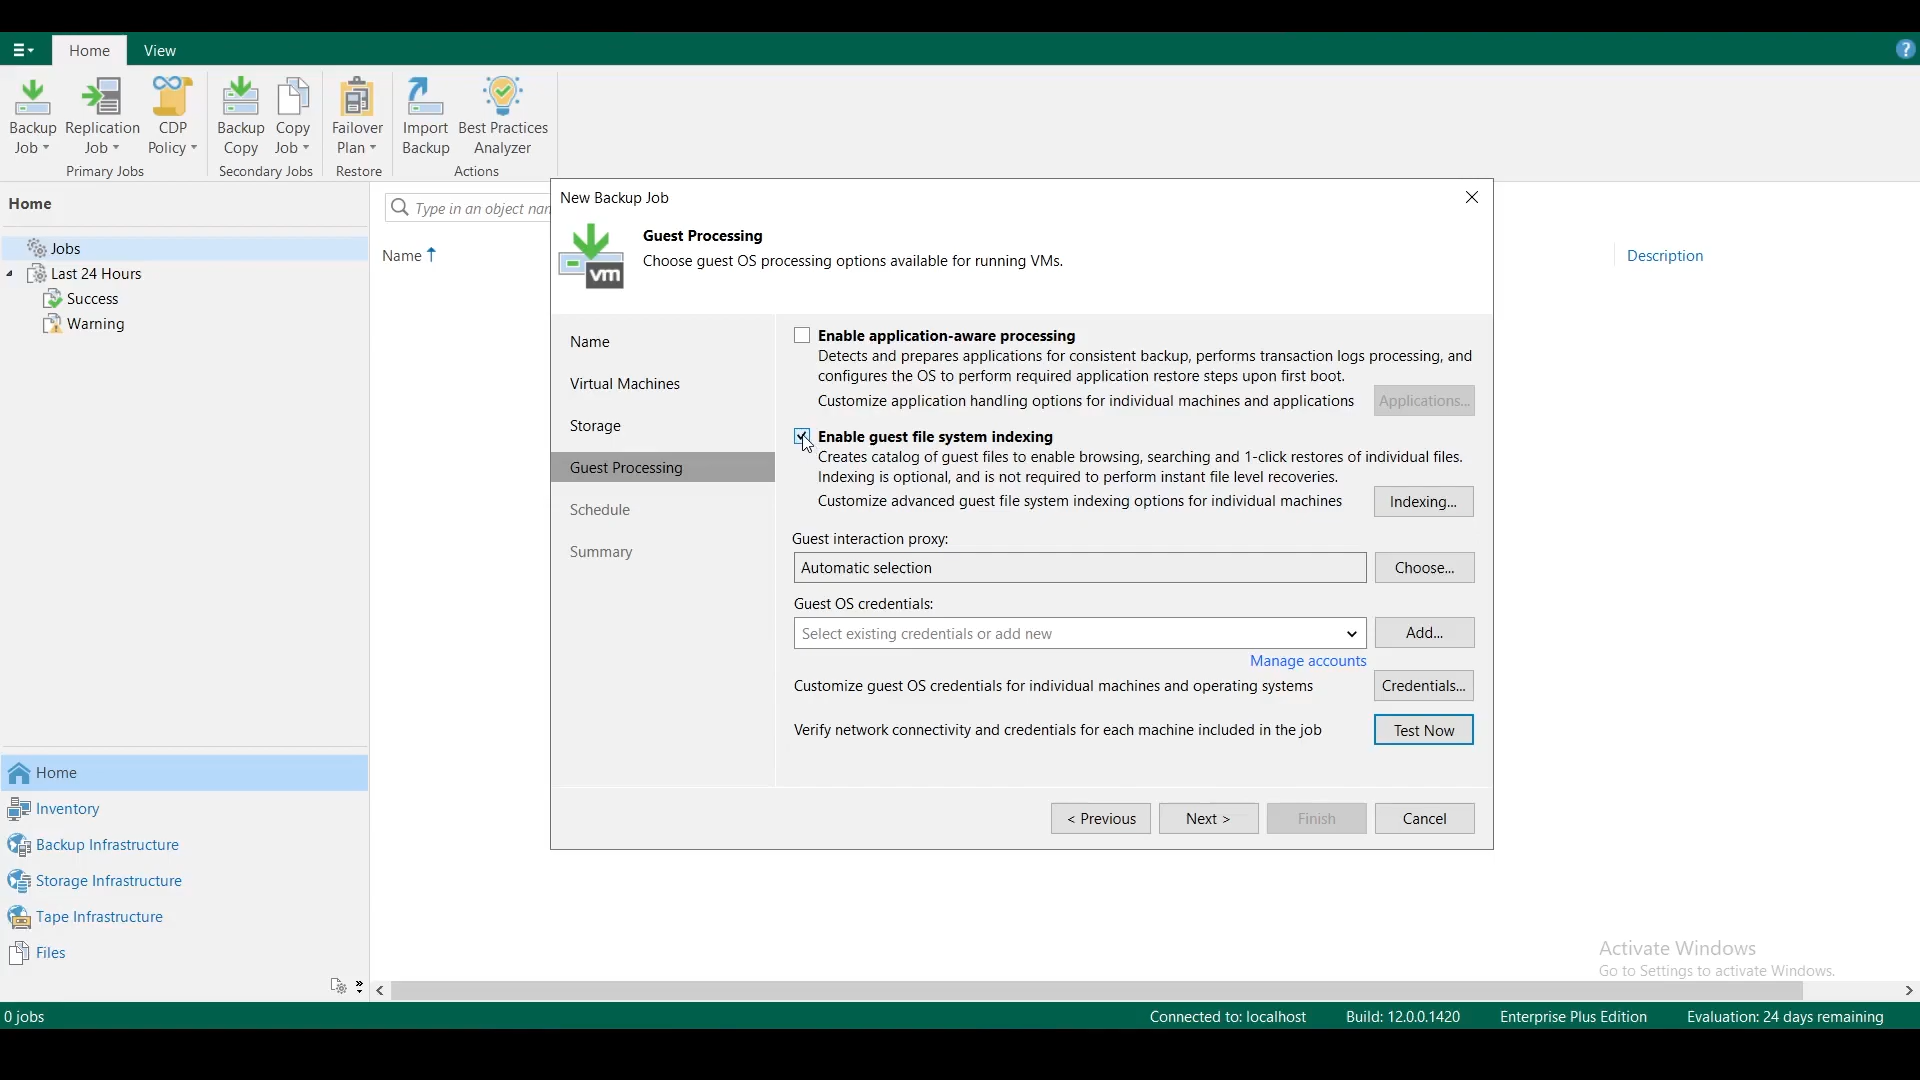 Home View
?
Backup Job
Replication Job
CDP Policy
Backup Copy
Copy Job
Failover Plan
Import Backup
Best Practices Analyzer
Primary Jobs
Secondary Jobs
Restore
Actions
Home
Jobs
Last 24 Hours
Success
Warning
Home
Inventory
Backup Infrastructure
Storage Infrastructure
Tape Infrastructure
Files
Type in an object nam
Name
Description
New Backup Job
vm
Guest Processing
Choose guest OS processing options available for running VMs.
Name
Virtual Machines
Storage
Guest Processing
Schedule
Summary
Enable application-aware processing
Detects and prepares applications for consistent backup, performs transaction logs processing, and
configures the OS to perform required application restore steps upon first boot.
Customize application handling options for individual machines and applications
Applications...
Enable guest file system indexing
Creates catalog of guest files to enable browsing, searching and 1-click restores of individual files.
Indexing is optional, and is not required to perform instant file level recoveries.
Customize advanced guest file system indexing options for individual machines
Indexing...
Guest interaction proxy:
Automatic selection
Choose...
Guest OS credentials:
Select existing credentials or add new
Add...
Manage accounts
Customize guest OS credentials for individual machines and operating systems
Credentials...
Verify network connectivity and credentials for each machine included in the job
Test Now
< Previous
Next >
Finish
Cancel
Activate Windows
Go to Settings to activate Windows.
0 jobs
Connected to: localhost
Build: 12.0.0.1420
Enterprise Plus Edition
Evaluation: 24 days remaining